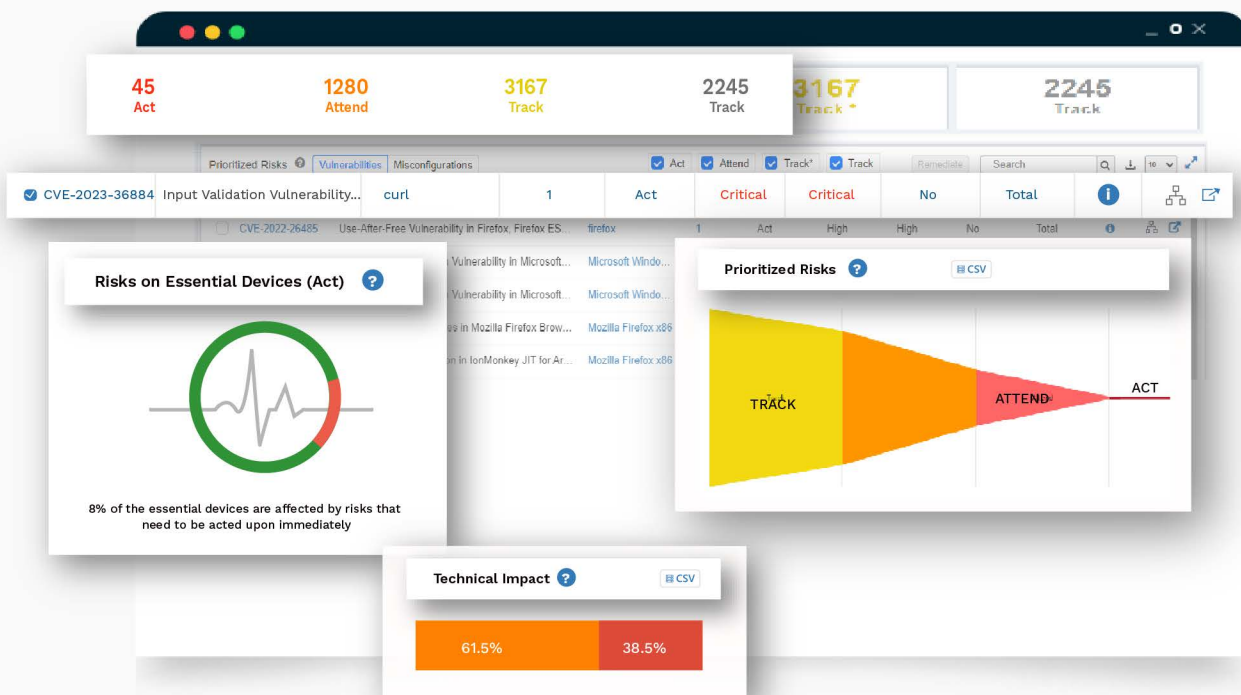 45 1280 3167 2245 3167 2245
Act Attend Track Track Track * Track
Prioritized Risks ? Vulnerabilities Misconfigurations Act Attend Track* Track Remediate Search 10
CVE-2023-36884 Input Validation Vulnerability... curl 1 Act Critical Critical No Total i
CVE-2022-26485 Use-After-Free Vulnerability in Firefox, Firefox ES... firefox 1 Act High High No Total
Vulnerability in Microsoft... Microsoft Windo...
Vulnerability in Microsoft... Microsoft Windo...
in Mozilla Firefox Brow... Mozilla Firefox x86
in IonMonkey JIT for Ar... Mozilla Firefox x86
Risks on Essential Devices (Act) ?
8% of the essential devices are affected by risks that
need to be acted upon immediately
Prioritized Risks ? CSV
TRACK
ATTEND
ACT
Technical Impact ? CSV
61.5% 38.5%